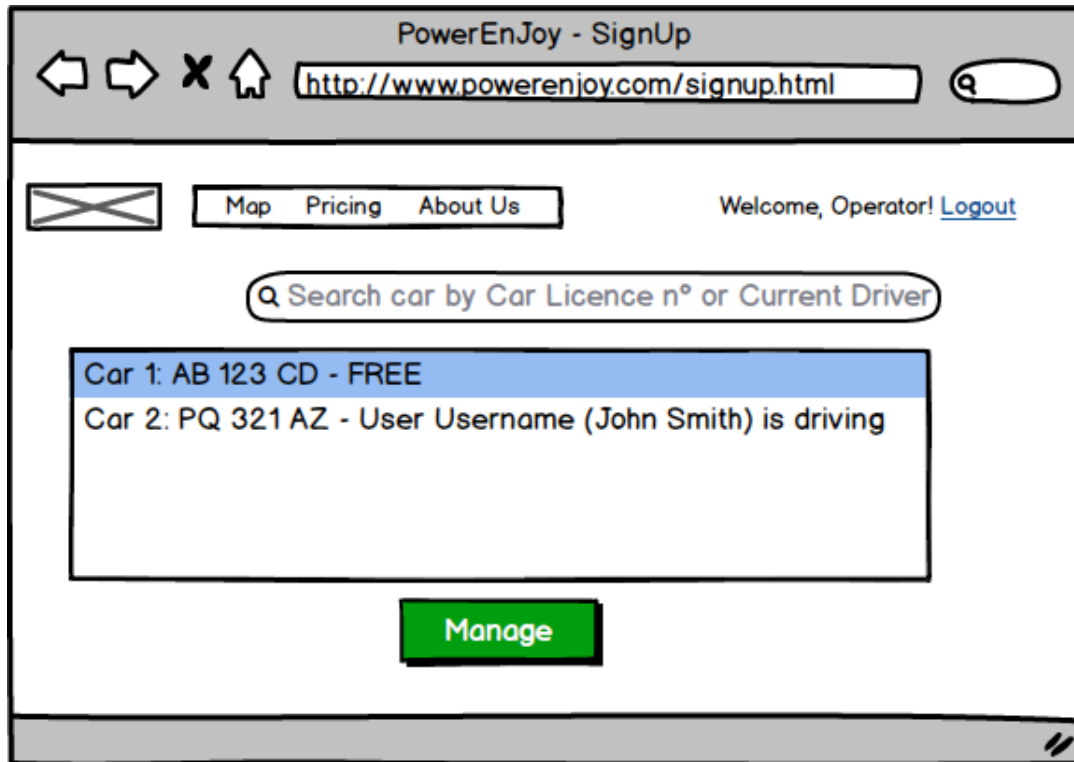 PowerEnJoy - SignUp
http://www.powerenjoy.com/signup.html
Map Pricing About Us Welcome, Operator! Logout
Search car by Car Licence n° or Current Driver
Car 1: AB 123 CD - FREE
Car 2: PQ 321 AZ - User Username (John Smith) is driving
Manage